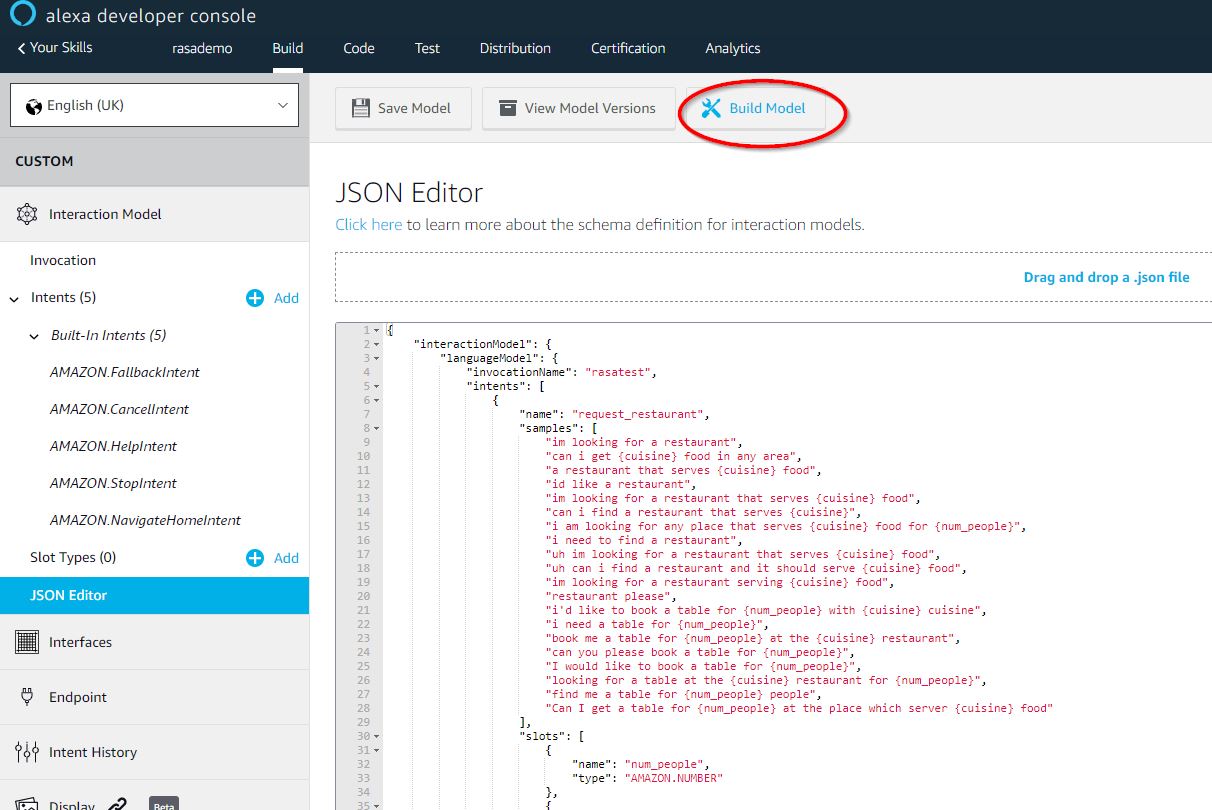 alexa developer console
Your Skills rasademo Build Code Test Distribution Certification Analytics
English (UK)
Save Model View Model Versions Build Model
CUSTOM
Interaction Model
Invocation
Intents (5) Add
Built-In Intents (5)
AMAZON.FallbackIntent
AMAZON.CancelIntent
AMAZON.HelpIntent
AMAZON.StopIntent
AMAZON.NavigateHomeIntent
Slot Types (0) Add
JSON Editor
Interfaces
Endpoint
Intent History
Display Beta
JSON Editor
Click here to learn more about the schema definition for interaction models.
Drag and drop a .json file
1 {
2 "interactionModel": {
3 "languageModel": {
4 "invocationName": "rasatest",
5 "intents": [
6 {
7 "name": "request_restaurant",
8 "samples": [
9 "im looking for a restaurant",
10 "can i get {cuisine} food in any area",
11 "a restaurant that serves {cuisine} food",
12 "id like a restaurant",
13 "im looking for a restaurant that serves {cuisine} food",
14 "can i find a restaurant that serves {cuisine}",
15 "i am looking for any place that serves {cuisine} food for {num_people}",
16 "i need to find a restaurant",
17 "uh im looking for a restaurant that serves {cuisine} food",
18 "uh can i find a restaurant and it should serve {cuisine} food",
19 "im looking for a restaurant serving {cuisine} food",
20 "restaurant please",
21 "i'd like to book a table for {num_people} with {cuisine} cuisine",
22 "i need a table for {num_people}",
23 "book me a table for {num_people} at the {cuisine} restaurant",
24 "can you please book a table for {num_people}",
25 "I would like to book a table for {num_people}",
26 "looking for a table at the {cuisine} restaurant for {num_people}",
27 "find me a table for {num_people} people",
28 "Can I get a table for {num_people} at the place which server {cuisine} food"
29 ],
30 "slots": [
31 {
32 "name": "num_people",
33 "type": "AMAZON.NUMBER"
34 },
35 {